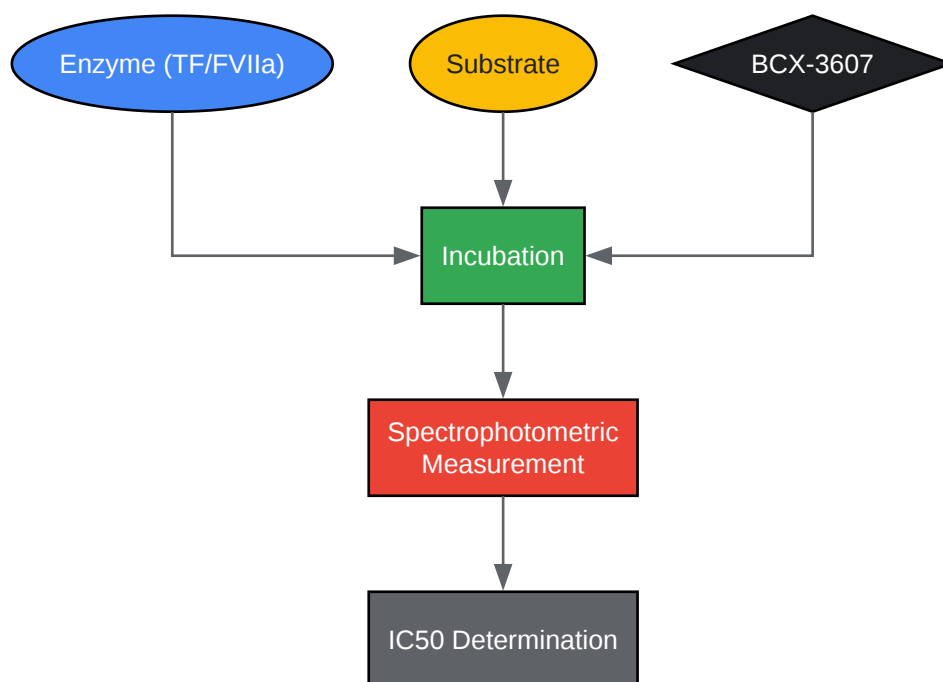 Enzyme (TF/FVIIa)
Substrate
BCX-3607
Incubation
Spectrophotometric
Measurement
IC50 Determination